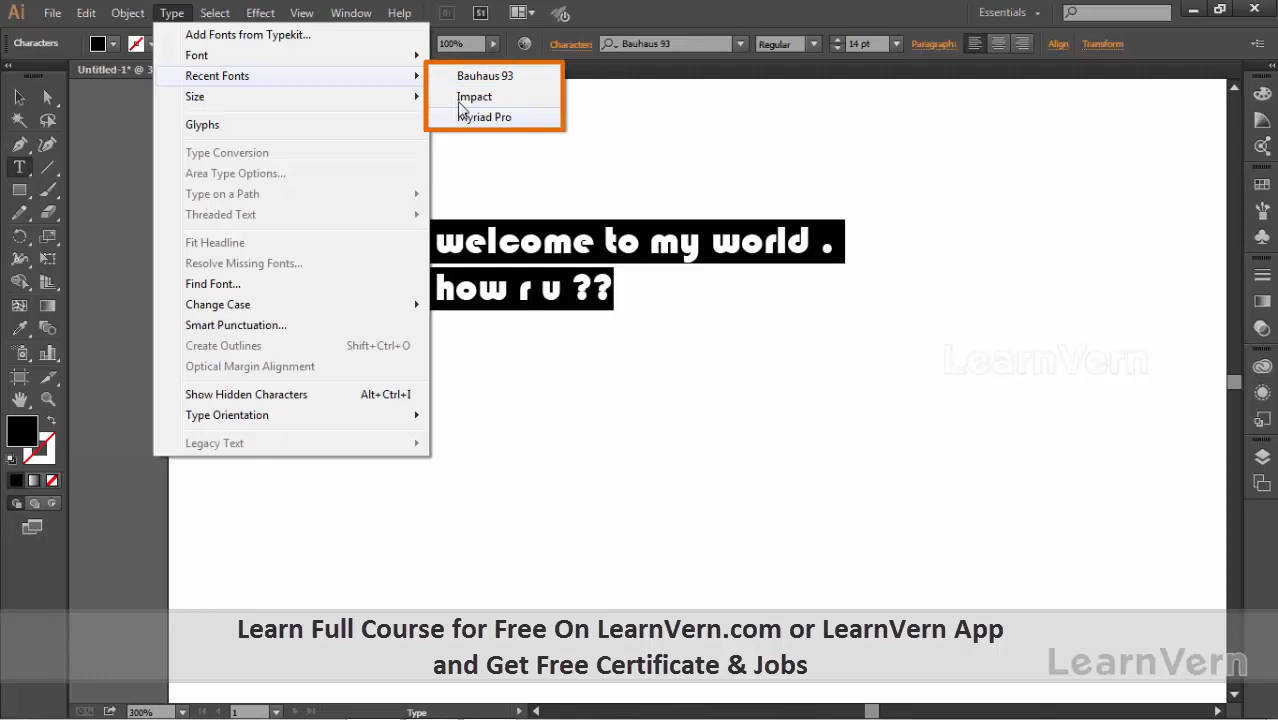 Ai File Edit Object Type Select Effect View Window Help Br St Essentials
Characters 100% Character: Bauhaus 93 Regular 14 pt Paragraph: Align Transform
Untitled-1* @ 3
Add Fonts from Typekit...
Font
Recent Fonts
Size
Glyphs
Type Conversion
Area Type Options...
Type on a Path
Threaded Text
Fit Headline
Resolve Missing Fonts...
Find Font...
Change Case
Smart Punctuation...
Create Outlines Shift+Ctrl+O
Optical Margin Alignment
Show Hidden Characters Alt+Ctrl+I
Type Orientation
Legacy Text
Bauhaus 93
Impact
Myriad Pro
T
welcome to my world .
how r u ??
LearnVern
Learn Full Course for Free On LearnVern.com or LearnVern App
and Get Free Certificate & Jobs
LearnVern
300% 1 Type